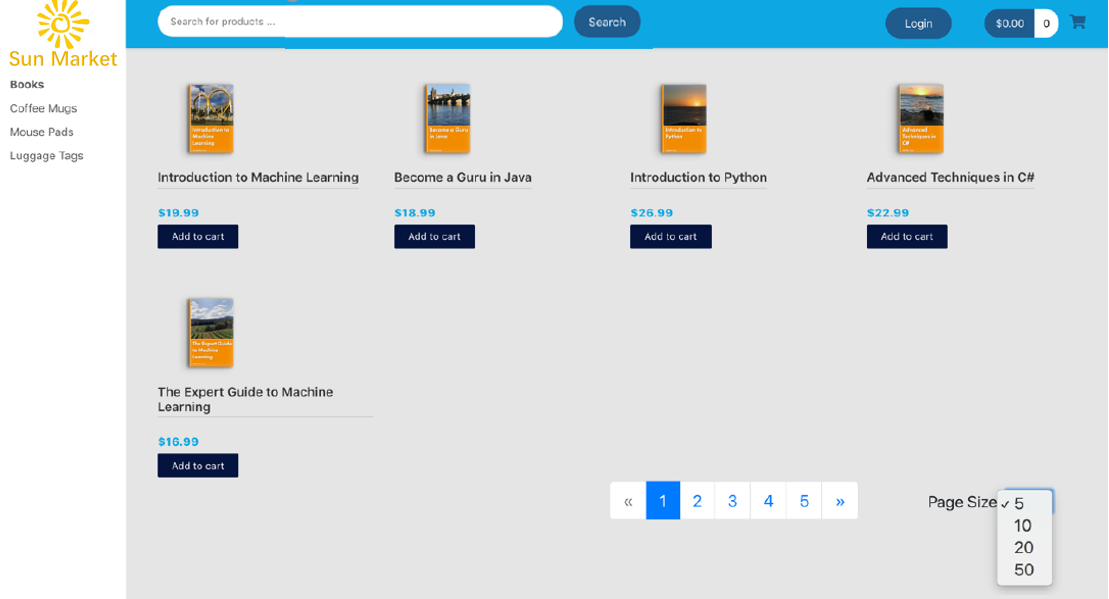 Sun Market
Search for products ...
Search
Login
$0.00
0
Books
Coffee Mugs
Mouse Pads
Luggage Tags
Introduction to
Machine
Learning
Introduction to Machine Learning
$19.99
Add to cart
Become a Guru
in Java
Become a Guru in Java
$18.99
Add to cart
Introduction to
Python
Introduction to Python
$26.99
Add to cart
Advanced
Techniques in
C#
Advanced Techniques in C#
$22.99
Add to cart
The Expert Guide
to Machine
Learning
The Expert Guide to Machine
Learning
$16.99
Add to cart
« 1 2 3 4 5 »
Page Size
✓ 5
10
20
50